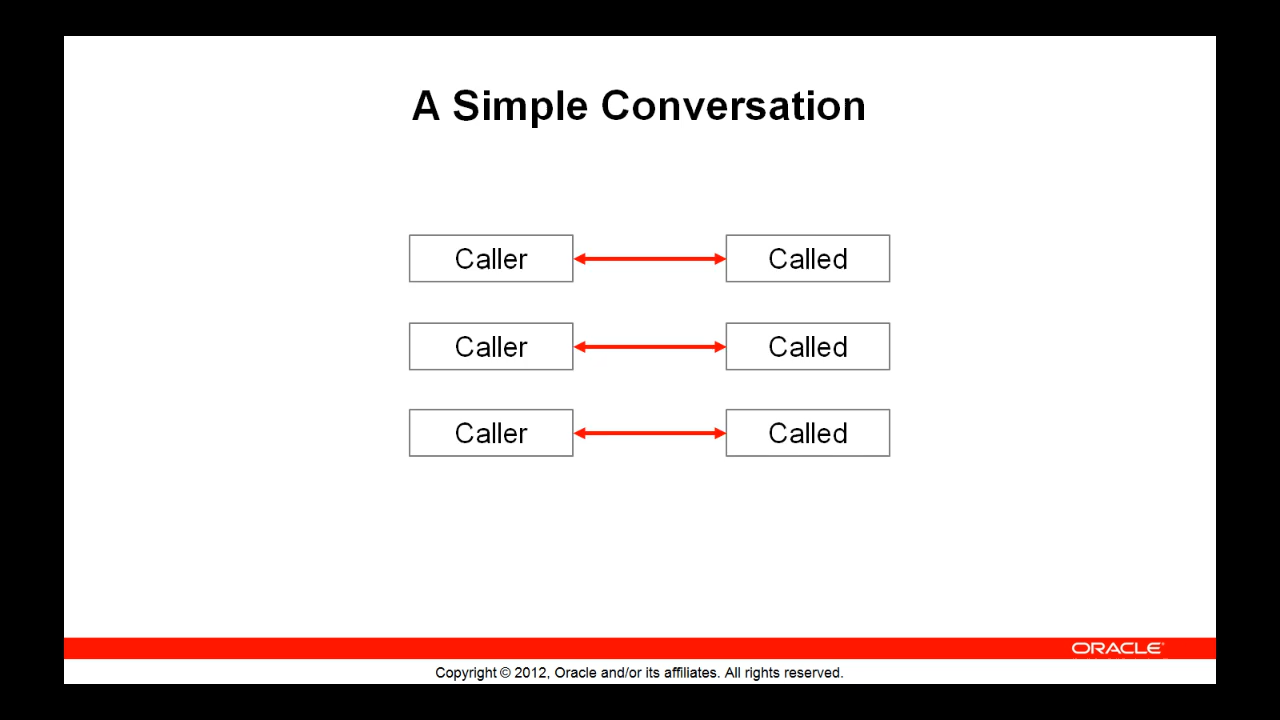 A Simple Conversation
Caller Called
Caller Called
Caller Called
ORACLE
Copyright © 2012, Oracle and/or its affiliates. All rights reserved.